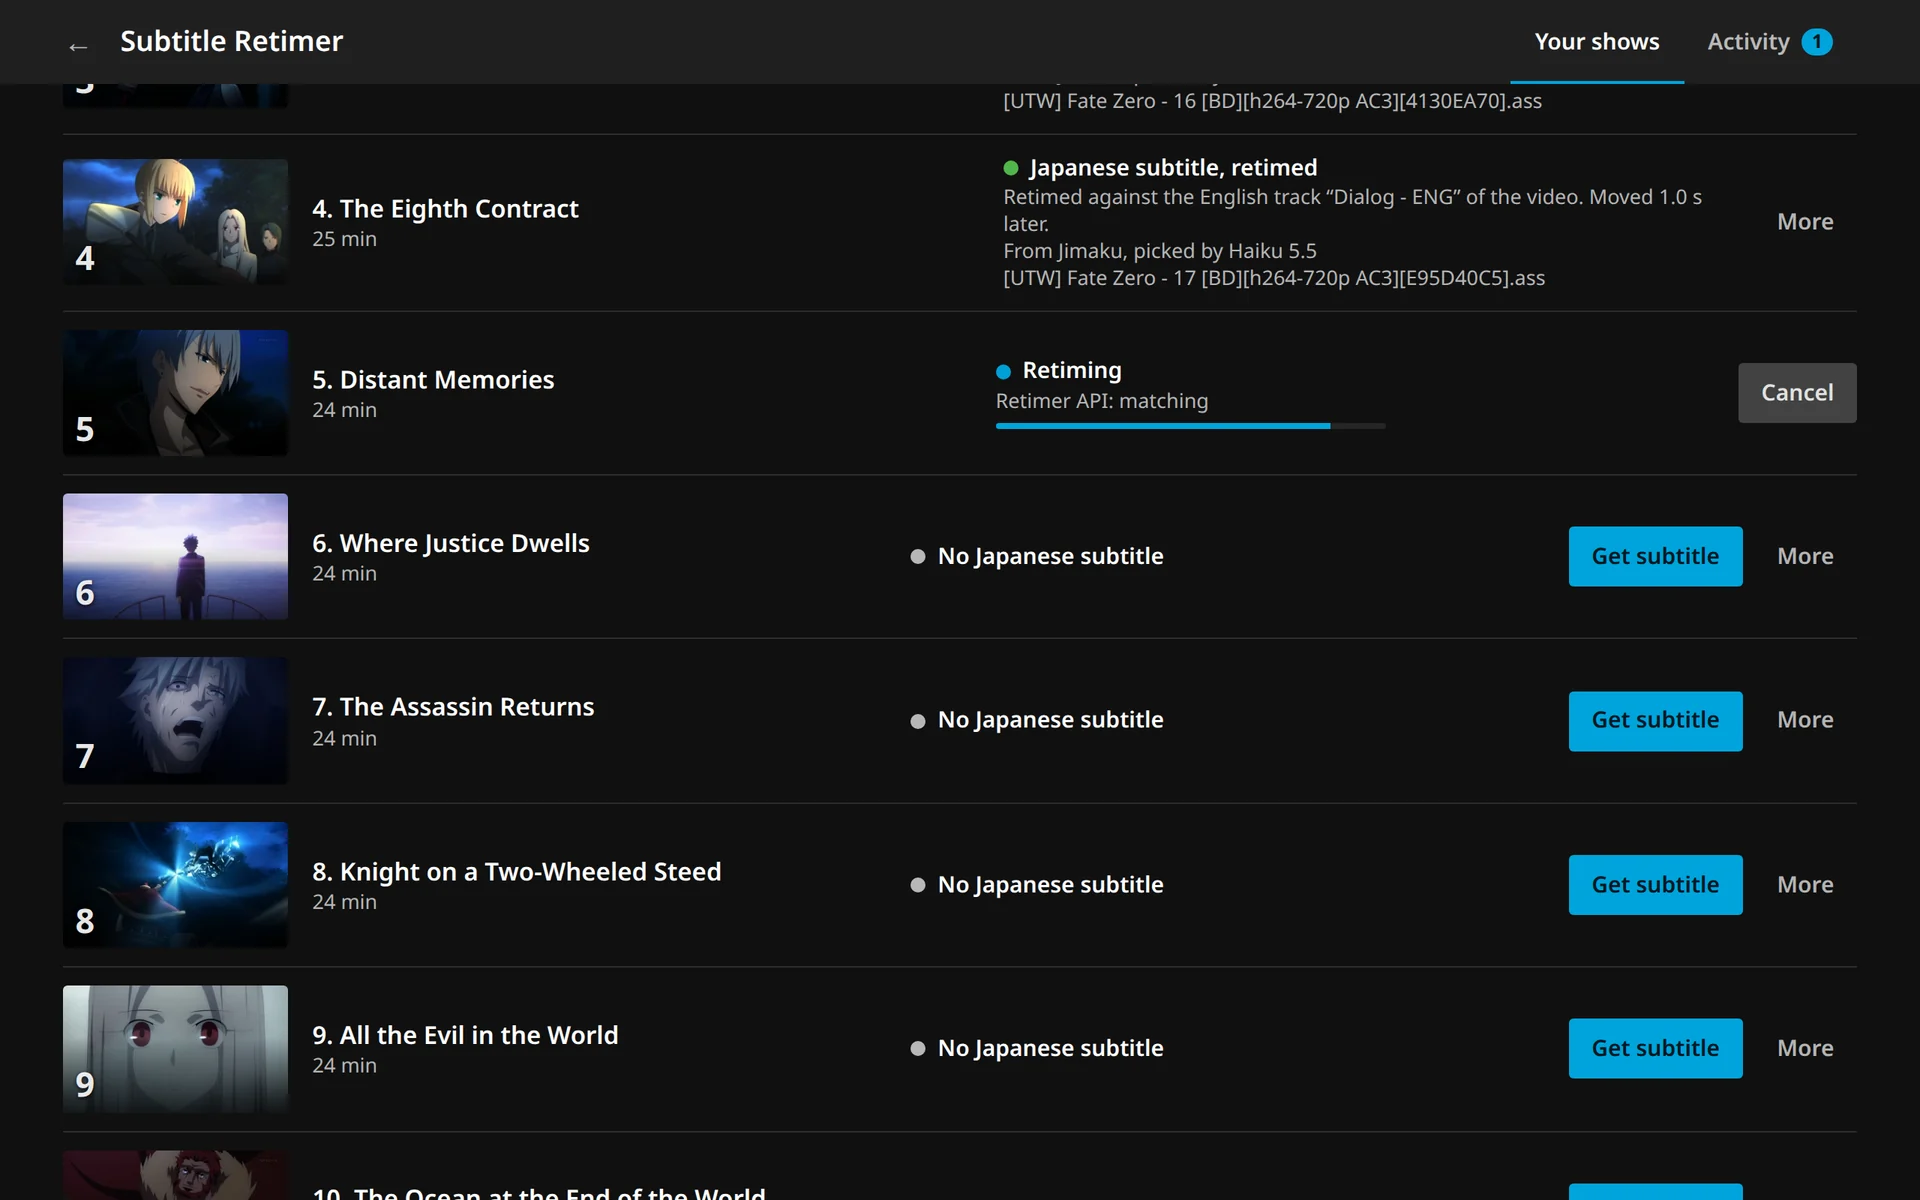 ← Subtitle Retimer
Your shows
Activity 1
[UTW] Fate Zero - 16 [BD][h264-720p AC3][4130EA70].ass
4
4. The Eighth Contract
25 min
Japanese subtitle, retimed
Retimed against the English track “Dialog - ENG” of the video. Moved 1.0 s
later.
From Jimaku, picked by Haiku 5.5
[UTW] Fate Zero - 17 [BD][h264-720p AC3][E95D40C5].ass
More
5
5. Distant Memories
24 min
Retiming
Retimer API: matching
Cancel
6
6. Where Justice Dwells
24 min
No Japanese subtitle
Get subtitle
More
7
7. The Assassin Returns
24 min
No Japanese subtitle
Get subtitle
More
8
8. Knight on a Two-Wheeled Steed
24 min
No Japanese subtitle
Get subtitle
More
9
9. All the Evil in the World
24 min
No Japanese subtitle
Get subtitle
More
10. The Ocean at the End of the World